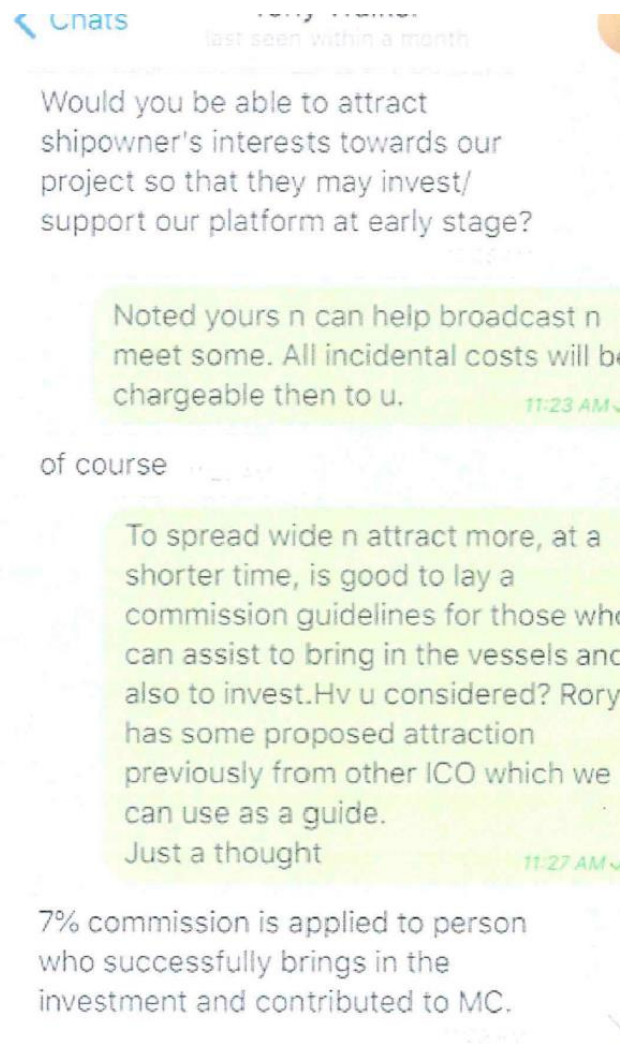 Chats
last seen within a month
Would you be able to attract
shipowner's interests towards our
project so that they may invest/
support our platform at early stage?
Noted yours n can help broadcast n
meet some. All incidental costs will be
chargeable then to u.
11:23 AM
of course
To spread wide n attract more, at a
shorter time, is good to lay a
commission guidelines for those who
can assist to bring in the vessels and
also to invest.Hv u considered? Rory
has some proposed attraction
previously from other ICO which we
can use as a guide.
Just a thought
11:27 AM
7% commission is applied to person
who successfully brings in the
investment and contributed to MC.